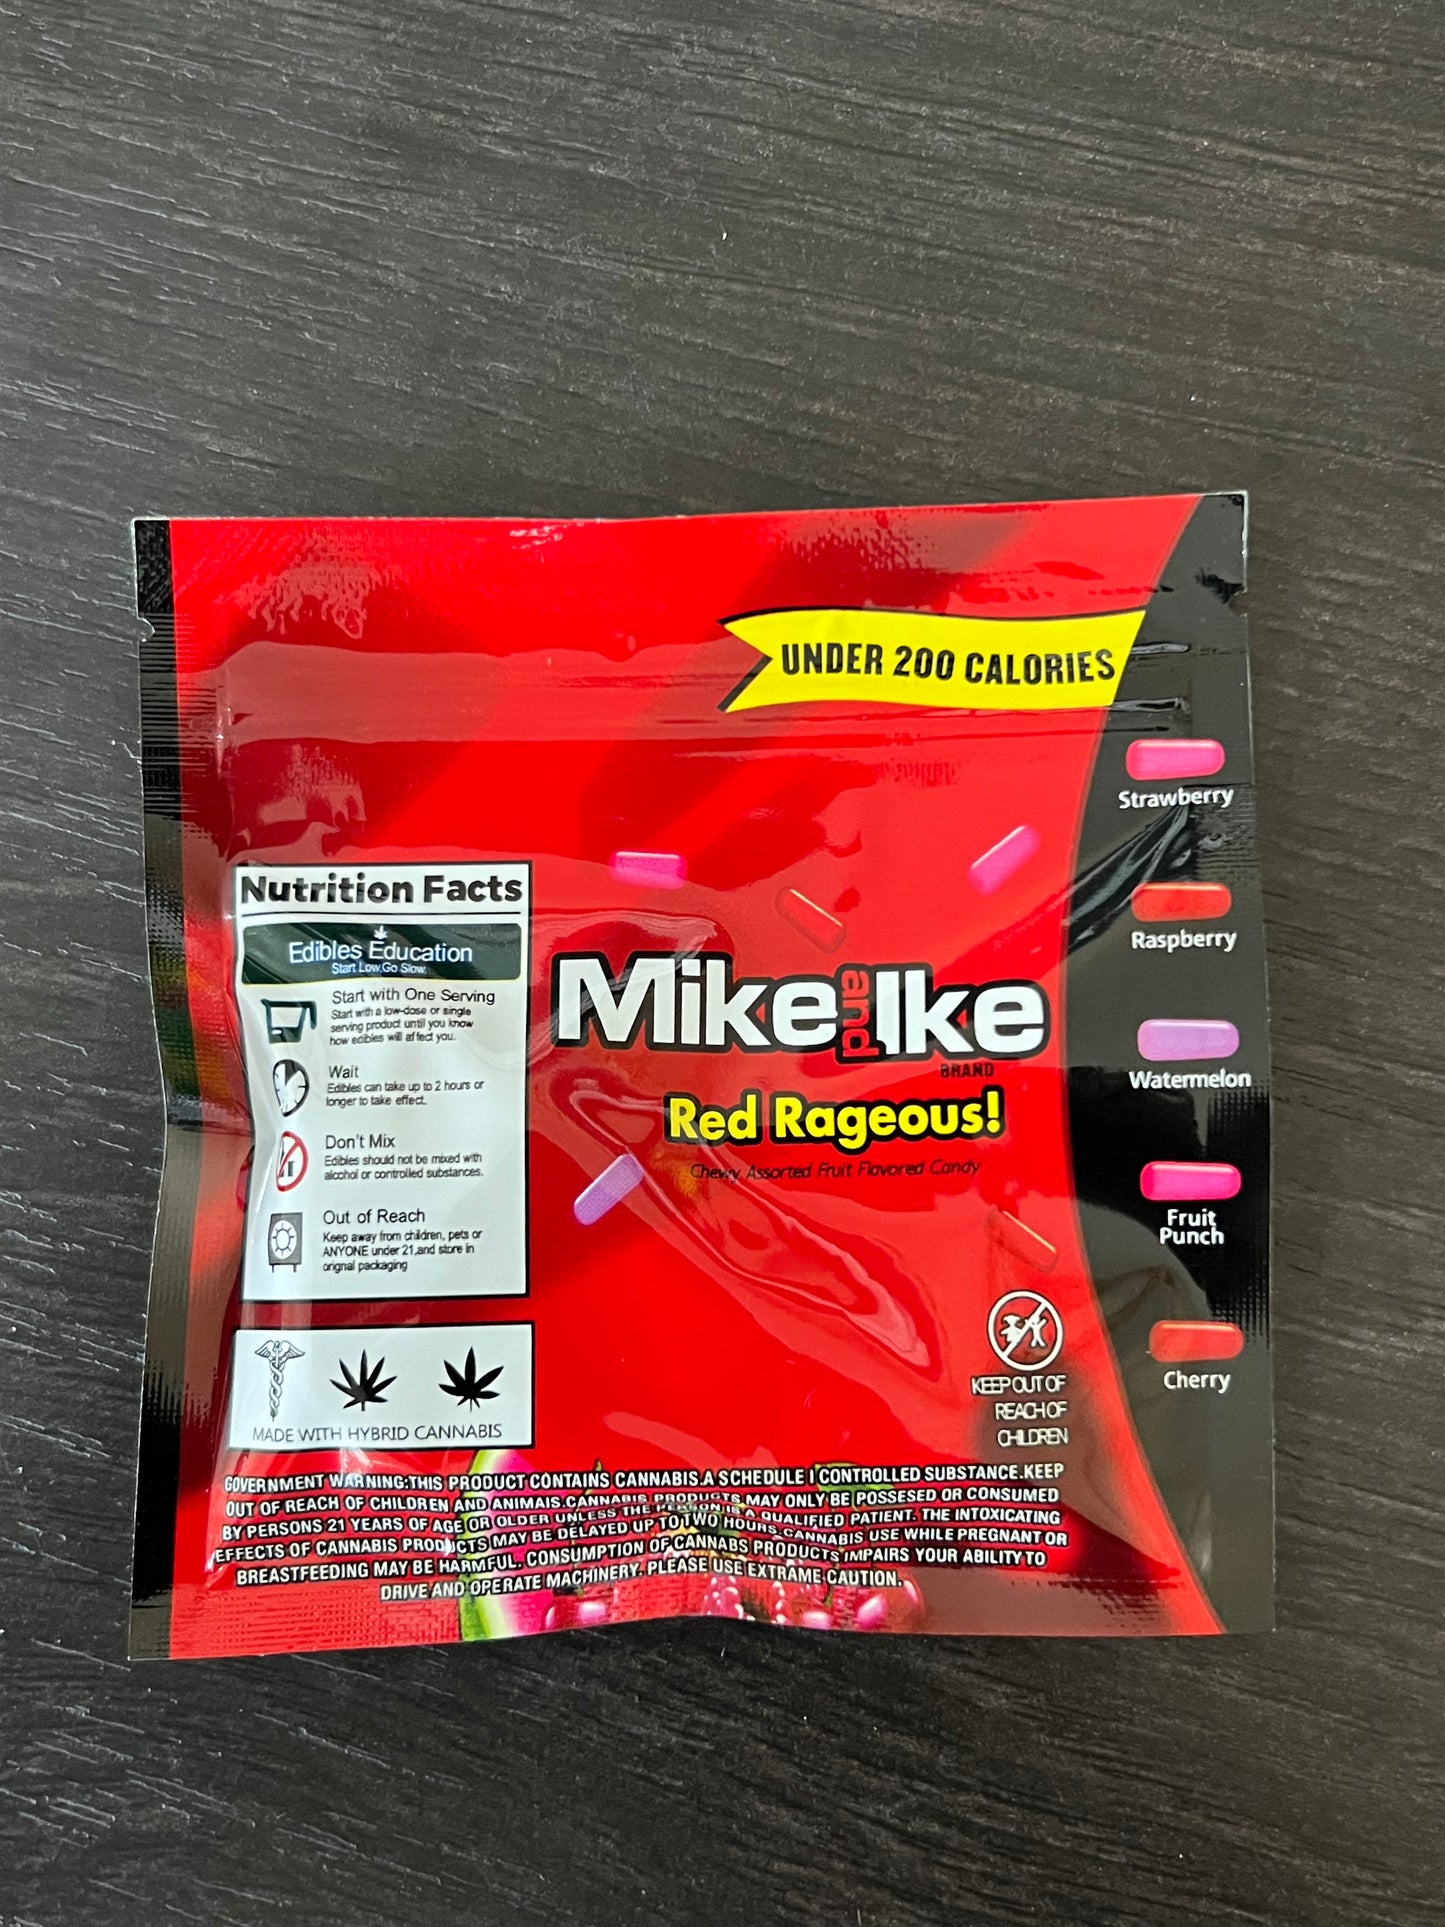 UNDER 200 CALORIES
Strawberry
Raspberry
Watermelon
Fruit
Punch
Cherry
Nutrition Facts
Edibles Education
Start Low,Go Slow.
Start with One Serving
Start with a low-dose or single
serving product until you know
how edibles will affect you.
Wait
Edibles can take up to 2 hours or
longer to take effect.
Don't Mix
Edibles should not be mixed with
alcohol or controlled substances.
Out of Reach
Keep away from children, pets or
ANYONE under 21,and store in
orignal packaging
MADE WITH HYBRID CANNABIS
Mike and Ike
BRAND
Red Rageous!
Chewy Assorted Fruit Flavored Candy
KEEP OUT OF
REACH OF
CHILDREN
GOVERNMENT WARNING:THIS PRODUCT CONTAINS CANNABIS.A SCHEDULE I CONTROLLED SUBSTANCE.KEEP
OUT OF REACH OF CHILDREN AND ANIMAIS.CANNABIS PRODUCTS MAY ONLY BE POSSESED OR CONSUMED
BY PERSONS 21 YEARS OF AGE OR OLDER UNLESS THE PERSON IS A QUALIFIED PATIENT. THE INTOXICATING
EFFECTS OF CANNABIS PRODUCTS MAY BE DELAYED UP TO TWO HOURS.CANNABIS USE WHILE PREGNANT OR
BREASTFEEDING MAY BE HARMFUL. CONSUMPTION OF CANNABS PRODUCTS IMPAIRS YOUR ABILITY TO
DRIVE AND OPERATE MACHINERY. PLEASE USE EXTRAME CAUTION.